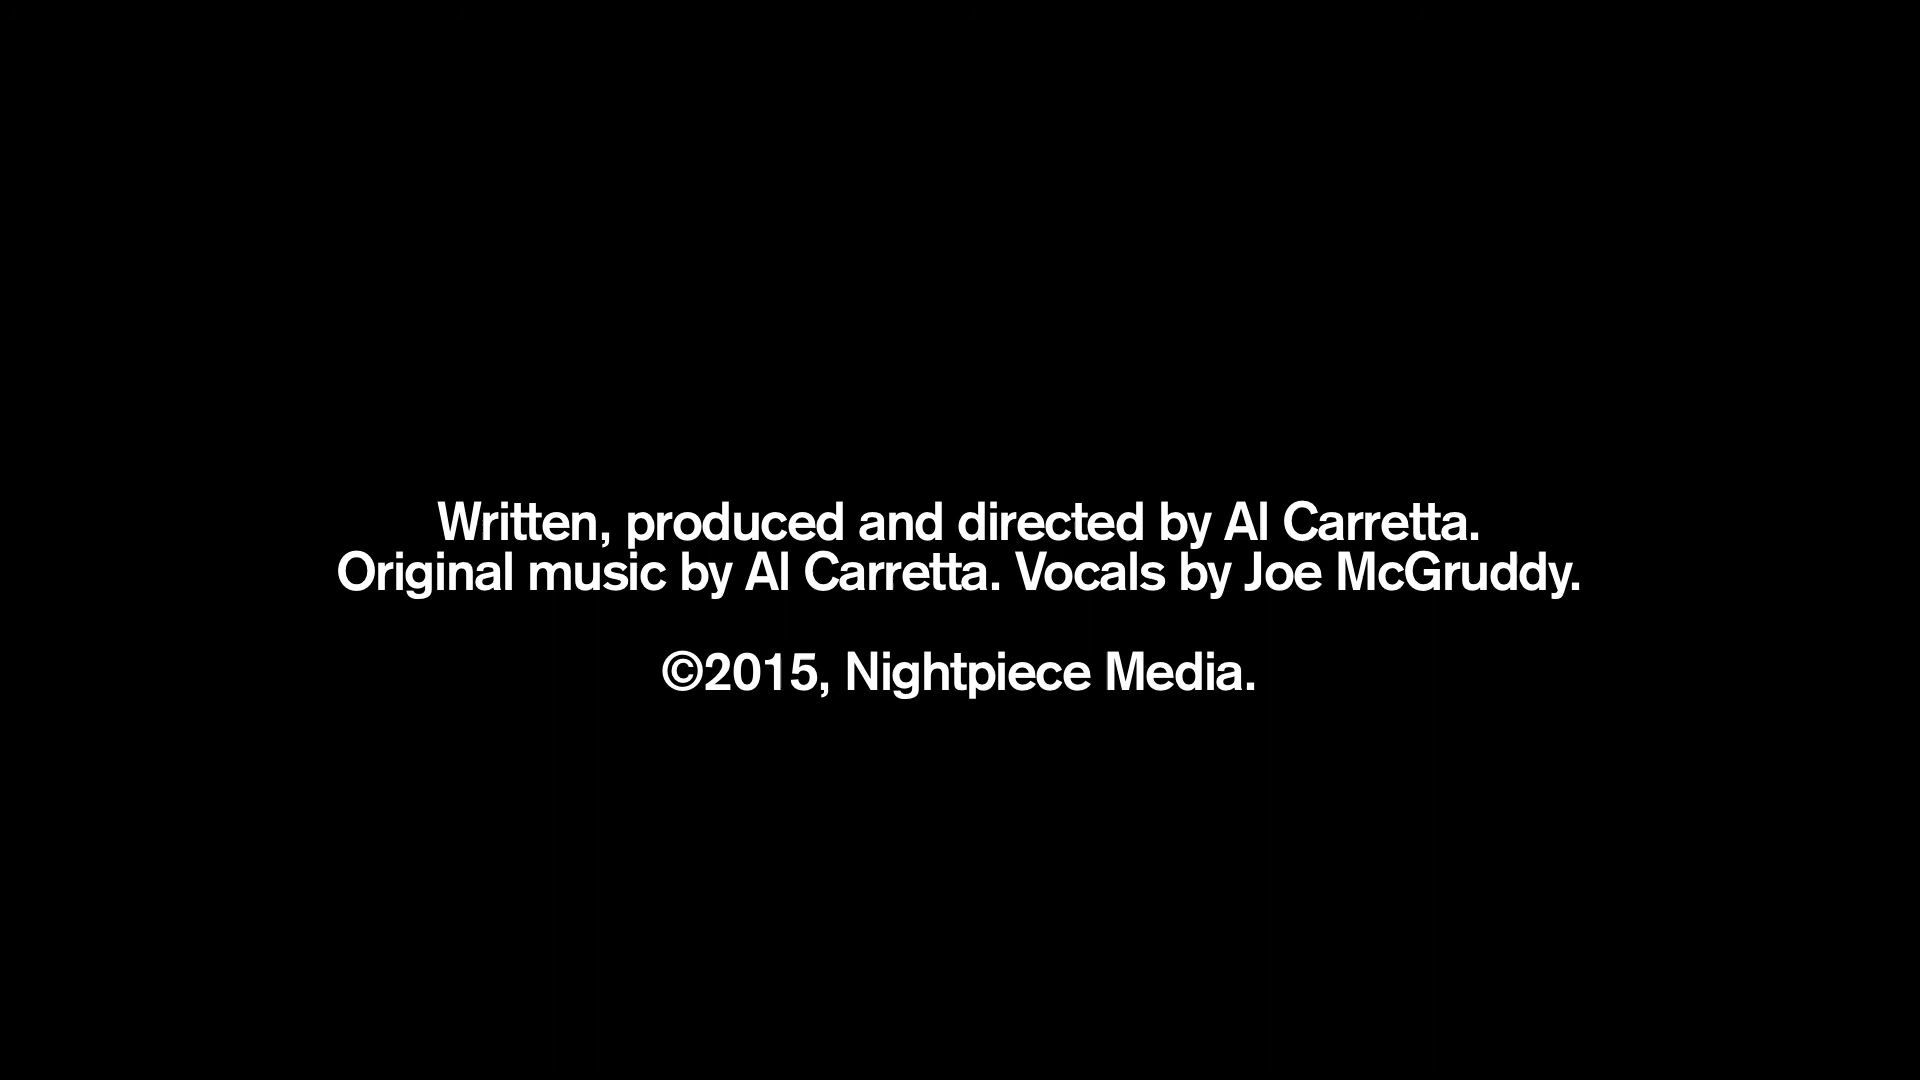 Written, produced and directed by Al Carretta.
Original music by Al Carretta. Vocals by Joe McGruddy.
©2015, Nightpiece Media.